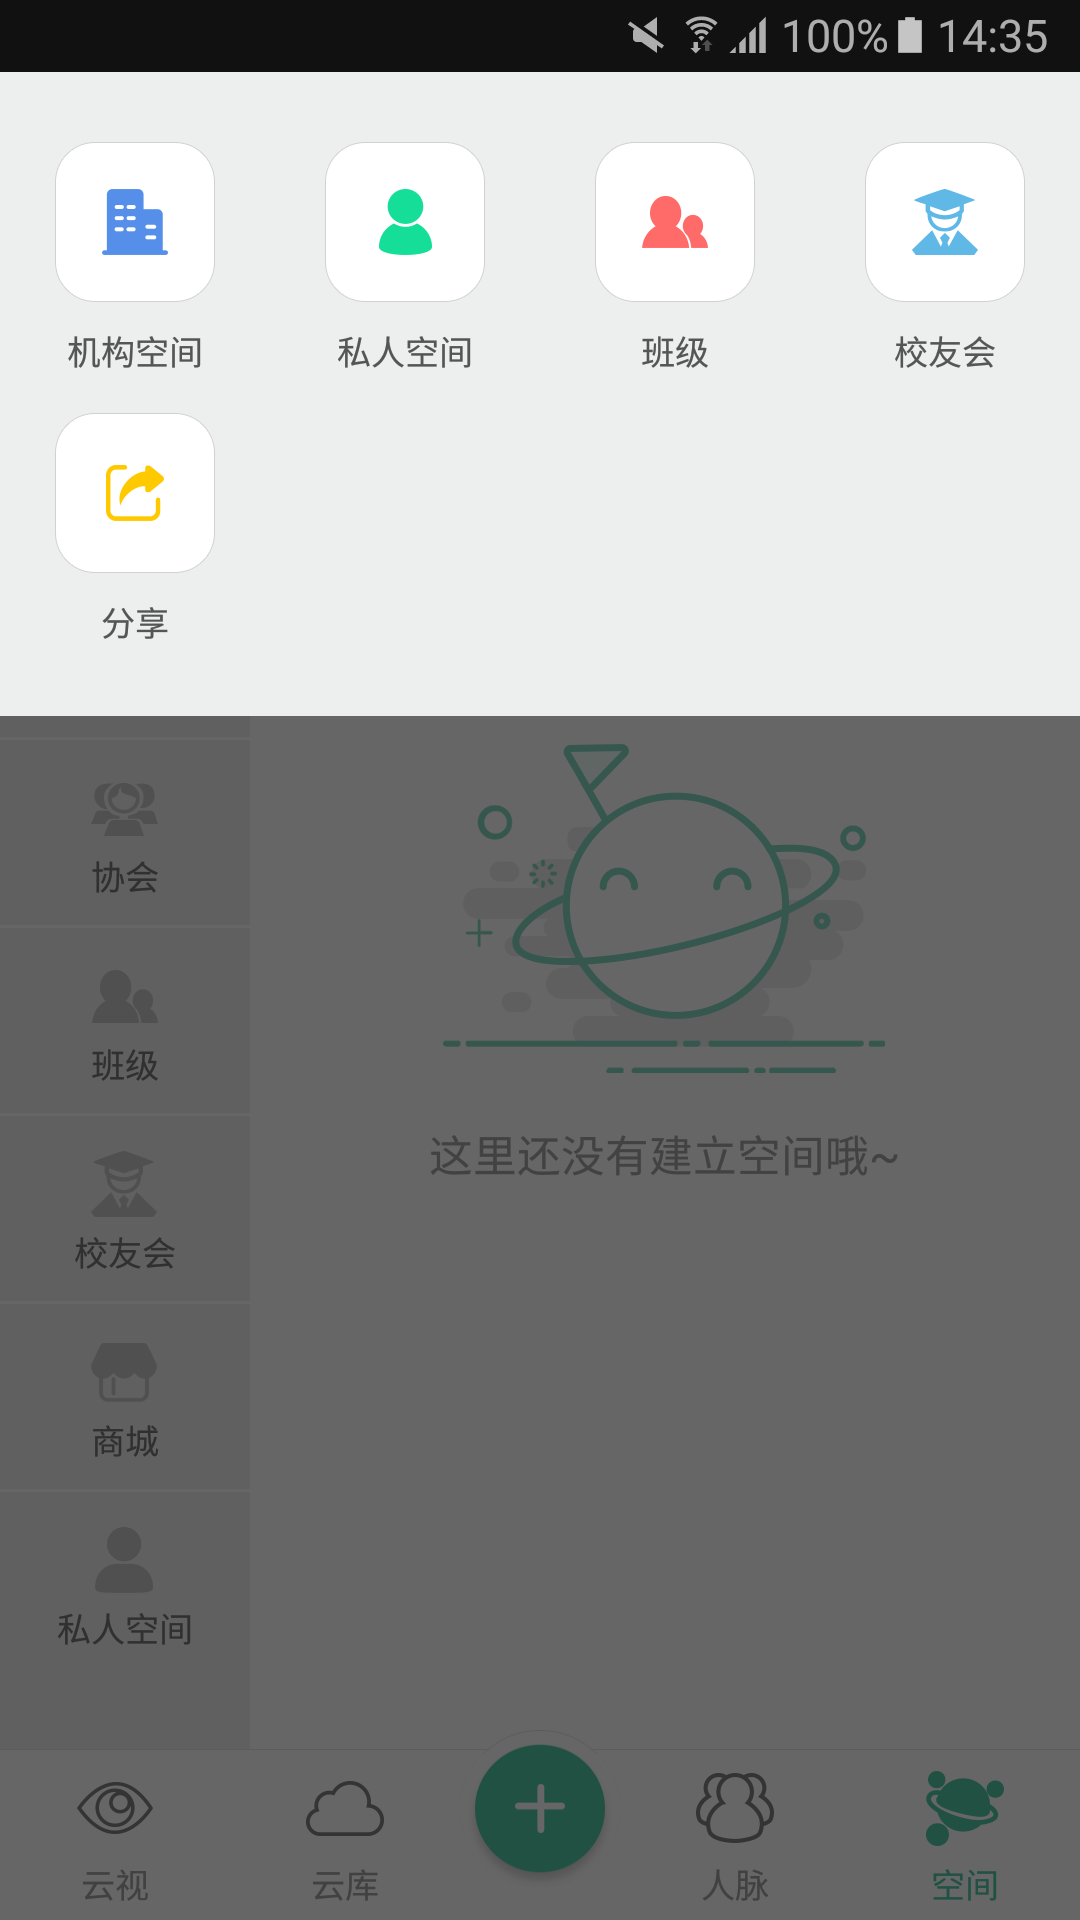 100% 14:35
机构空间 私人空间 班级 校友会
分享
协会
班级
这里还没有建立空间哦~
校友会
商城
私人空间
云视 云库 人脉 空间